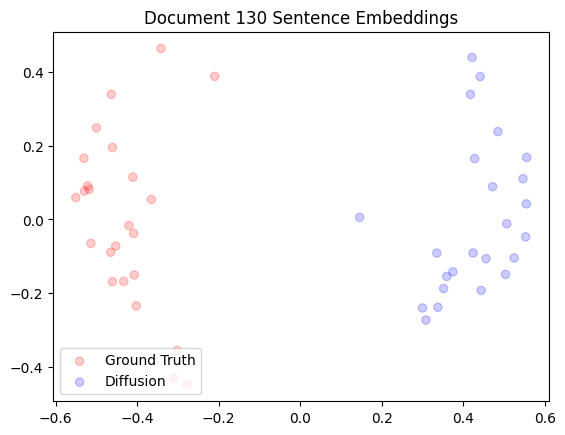 Document 130 Sentence Embeddings
0.4
0.2
0.0
−0.2
−0.4
Ground Truth
Diffusion
−0.6 −0.4 −0.2 0.0 0.2 0.4 0.6